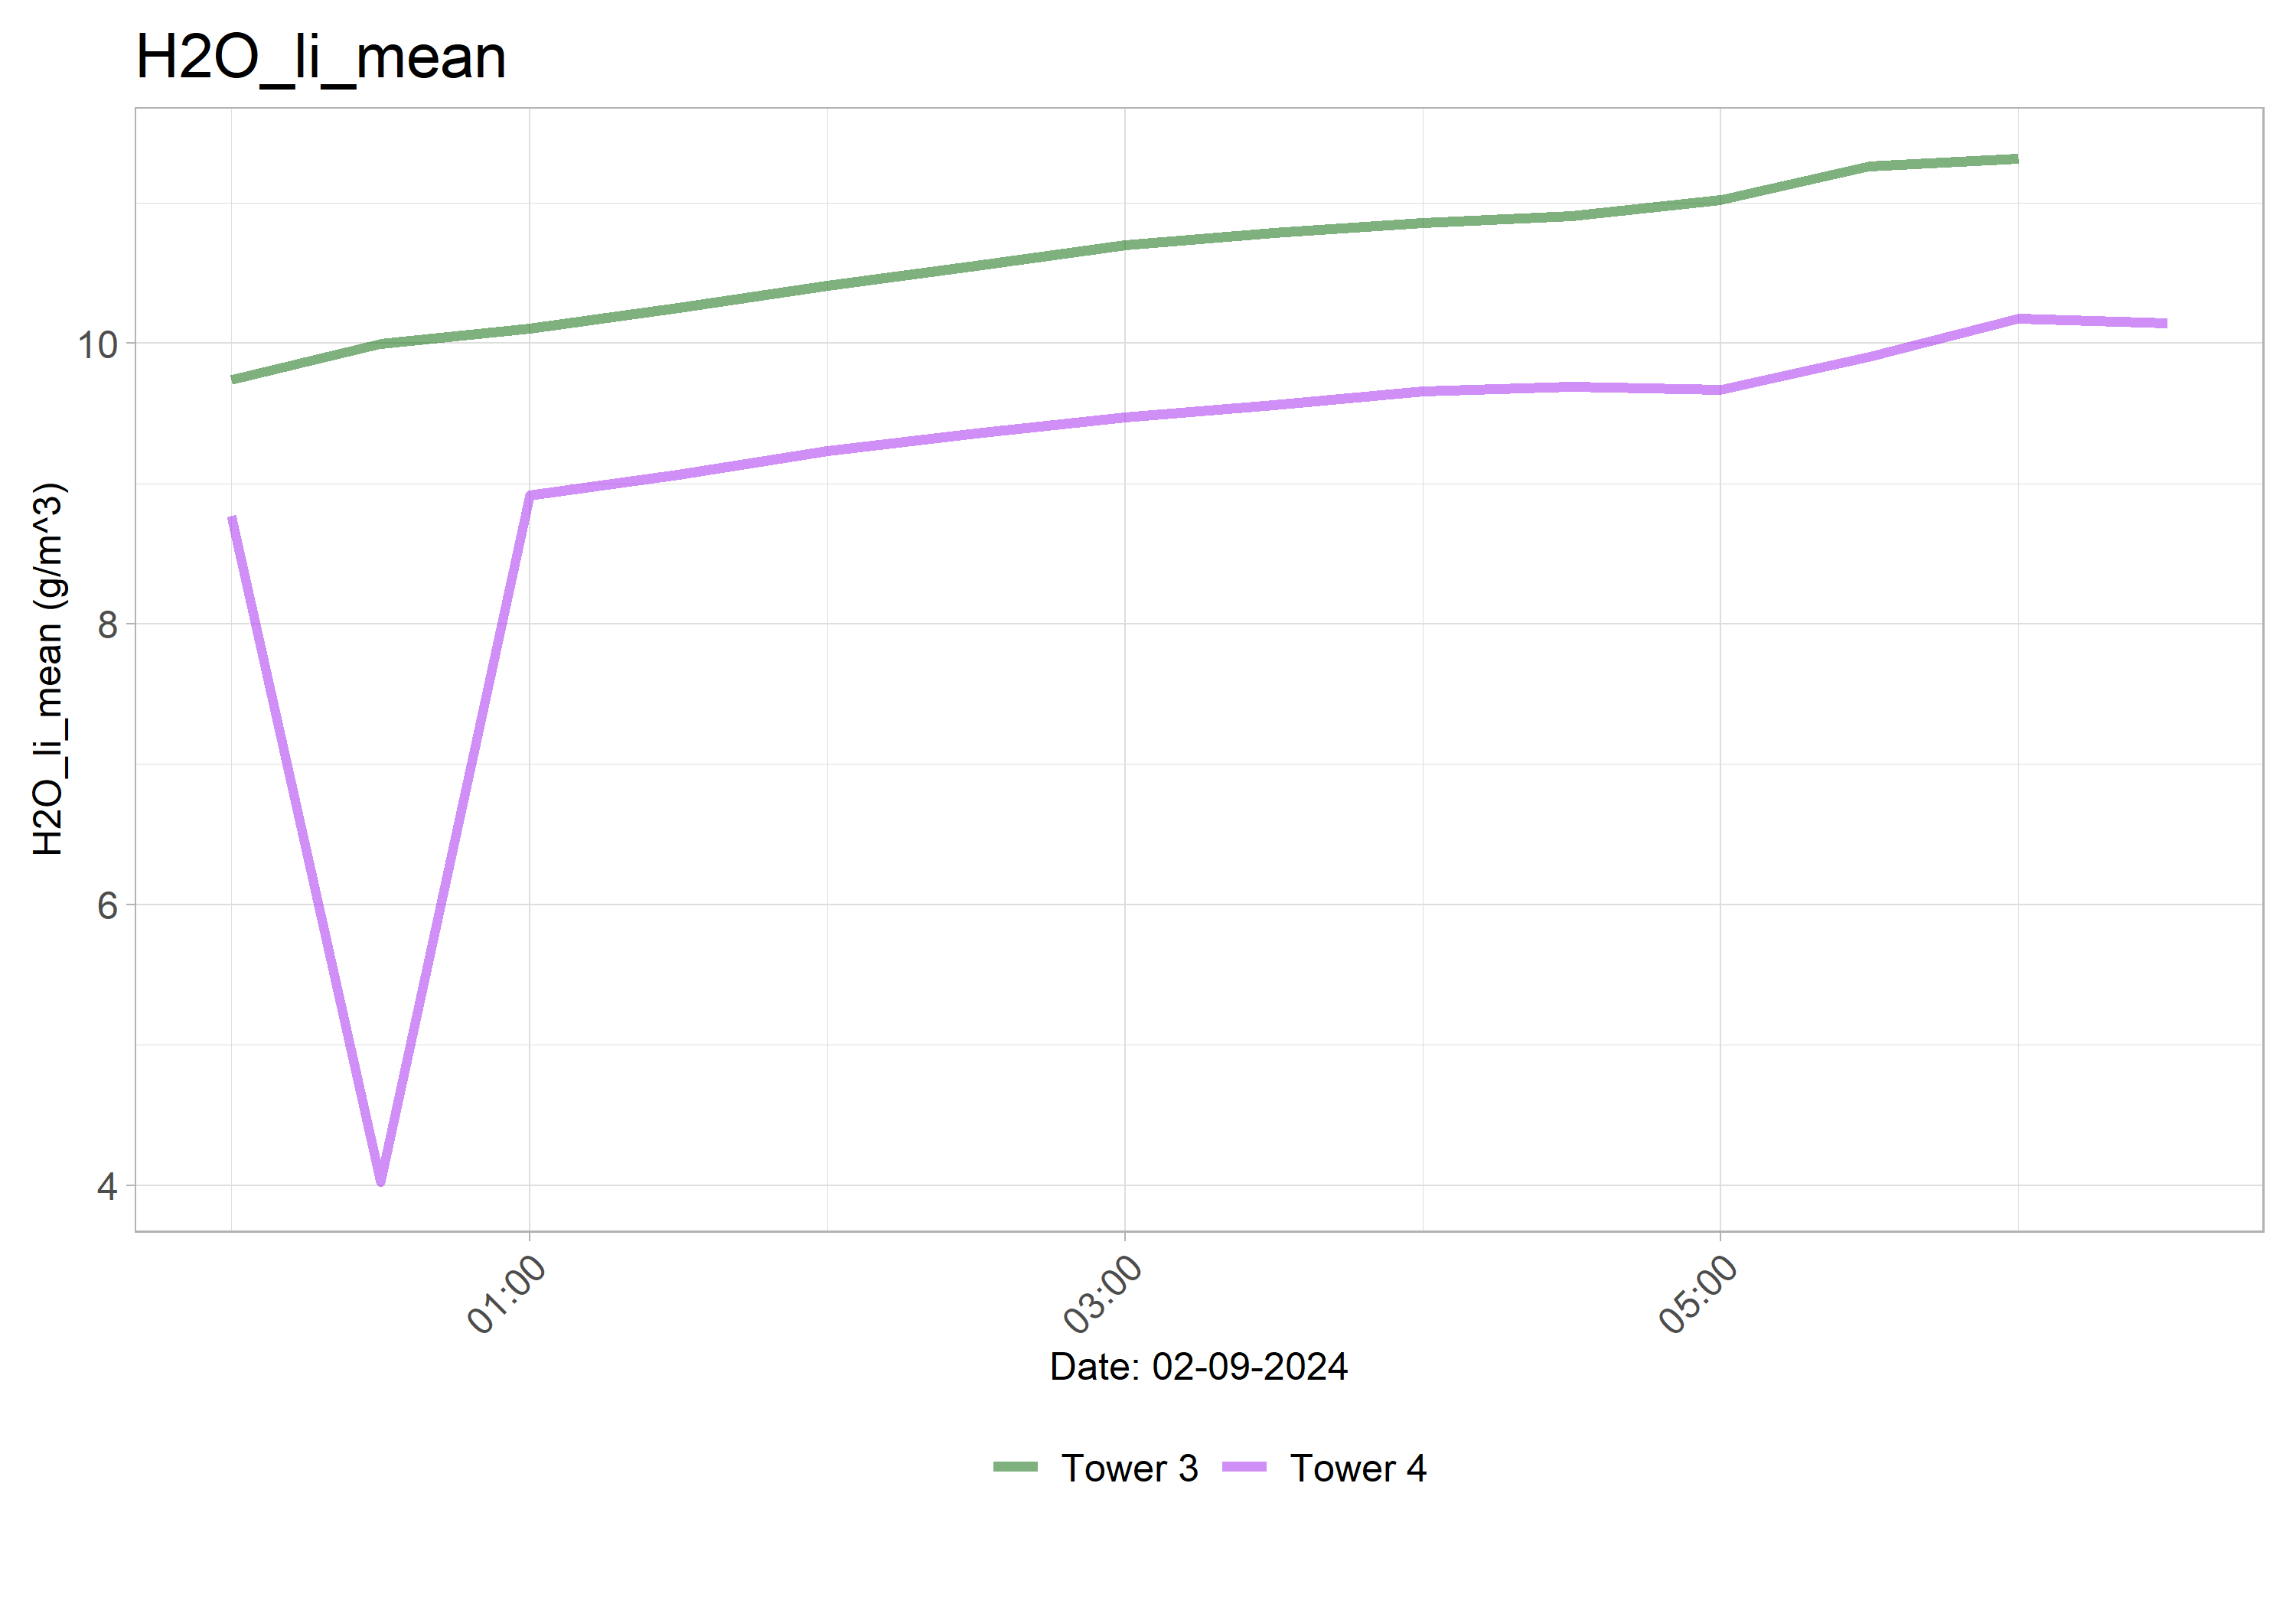 H2O_li_mean
H2O_li_mean (g/m^3)
10
8
6
4
01:00
03:00
05:00
Date: 02-09-2024
Tower 3
Tower 4